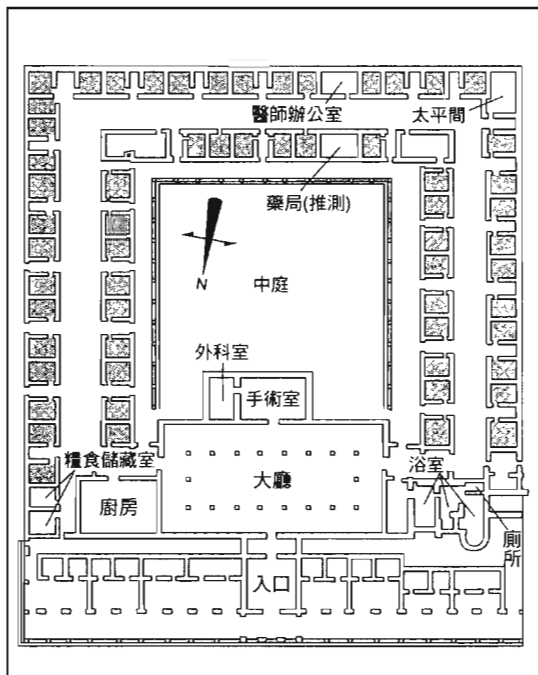 醫師辦公室
太平間
藥局(推測)
N
中庭
外科室
手術室
糧食儲藏室
大廳
浴室
廚房
廁所
入口